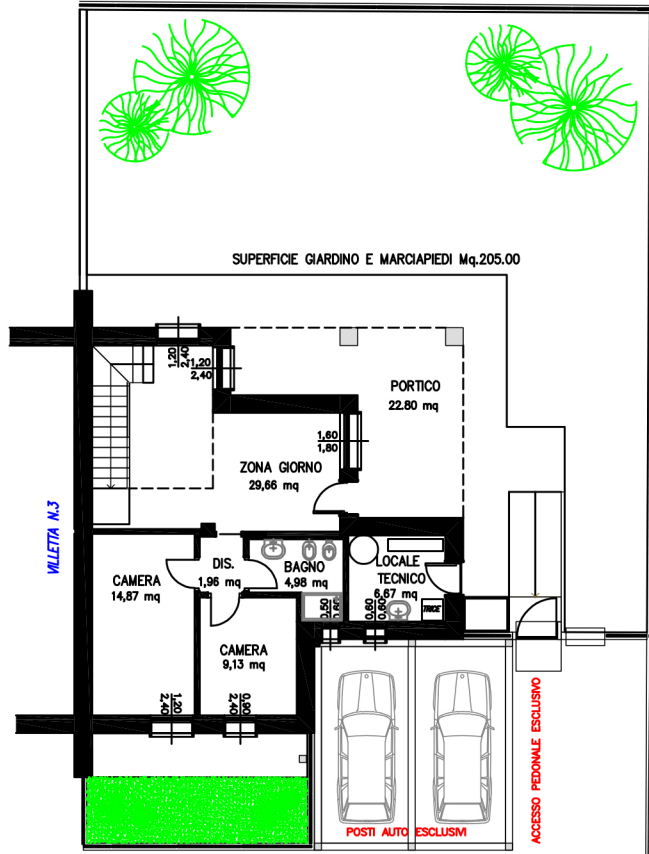 SUPERFICIE GIARDINO E MARCIAPIEDI Mq.205.00
1,20
2,40
1,20
2,40
PORTICO
22.80 mq
1,60
1,80
ZONA GIORNO
29,66 mq
VILLETTA N.3
CAMERA
14,87 mq
DIS.
1,96 mq
BAGNO
4,98 mq
LOCALE
TECNICO
6,67 mq
0,50
0,60
0,60
0,60
CAMERA
9,13 mq
1,20
2,40
0,90
2,40
POSTI AUTO ESCLUSIVI
ACCESSO PEDONALE ESCLUSIVO